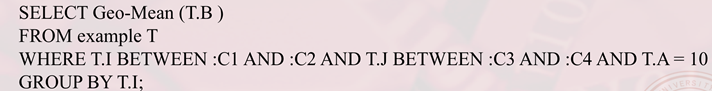 SELECT Geo-Mean (T.B )
FROM example T
WHERE T.I BETWEEN :C1 AND :C2 AND T.J BETWEEN :C3 AND :C4 AND T.A = 10
GROUP BY T.I;